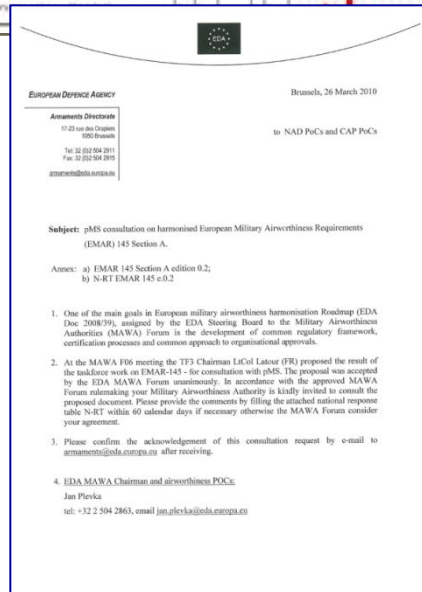 EDA
EUROPEAN DEFENCE AGENCY
Brussels, 26 March 2010
Armaments Directorate
17-23 rue des Drapiers
1050 Brussels
Tel: 32 (0)2 504 2911
Fax: 32 (0)2 504 2815
armaments@eda.europa.eu
to NAD PoCs and CAP PoCs
Subject: pMS consultation on harmonised European Military Airworthiness Requirements
(EMAR) 145 Section A.
Annex: a) EMAR 145 Section A edition 0.2;
b) N-RT EMAR 145 e.0.2
1. One of the main goals in European military airworthiness harmonisation Roadmap (EDA
Doc 2008/39), assigned by the EDA Steering Board to the Military Airworthiness
Authorities (MAWA) Forum is the development of common regulatory framework,
certification processes and common approach to organisational approvals.
2. At the MAWA F06 meeting the TF3 Chairman LtCol Latour (FR) proposed the result of
the taskforce work on EMAR-145 - for consultation with pMS. The proposal was accepted
by the EDA MAWA Forum unanimously. In accordance with the approved MAWA
Forum rulemaking your Military Airworthiness Authority is kindly invited to consult the
proposed document. Please provide the comments by filling the attached national response
table N-RT within 60 calendar days if necessary otherwise the MAWA Forum consider
your agreement.
3. Please confirm the acknowledgement of this consultation request by e-mail to
armaments@eda.europa.eu after receiving.
4. EDA MAWA Chairman and airworthiness POCs:
Jan Plevka
tel: +32 2 504 2863, email jan.plevka@eda.europa.eu